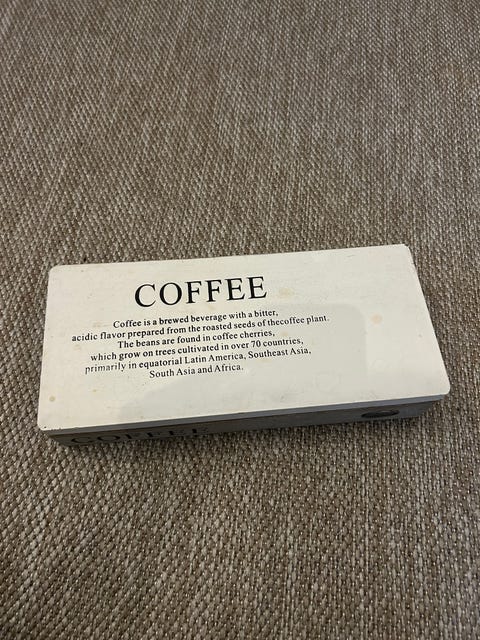 COFFEE
Coffee is a brewed beverage with a bitter,
acidic flavor prepared from the roasted seeds of thecoffee plant.
The beans are found in coffee cherries,
which grow on trees cultivated in over 70 countries,
primarily in equatorial Latin America, Southeast Asia,
South Asia and Africa.
COFFEE